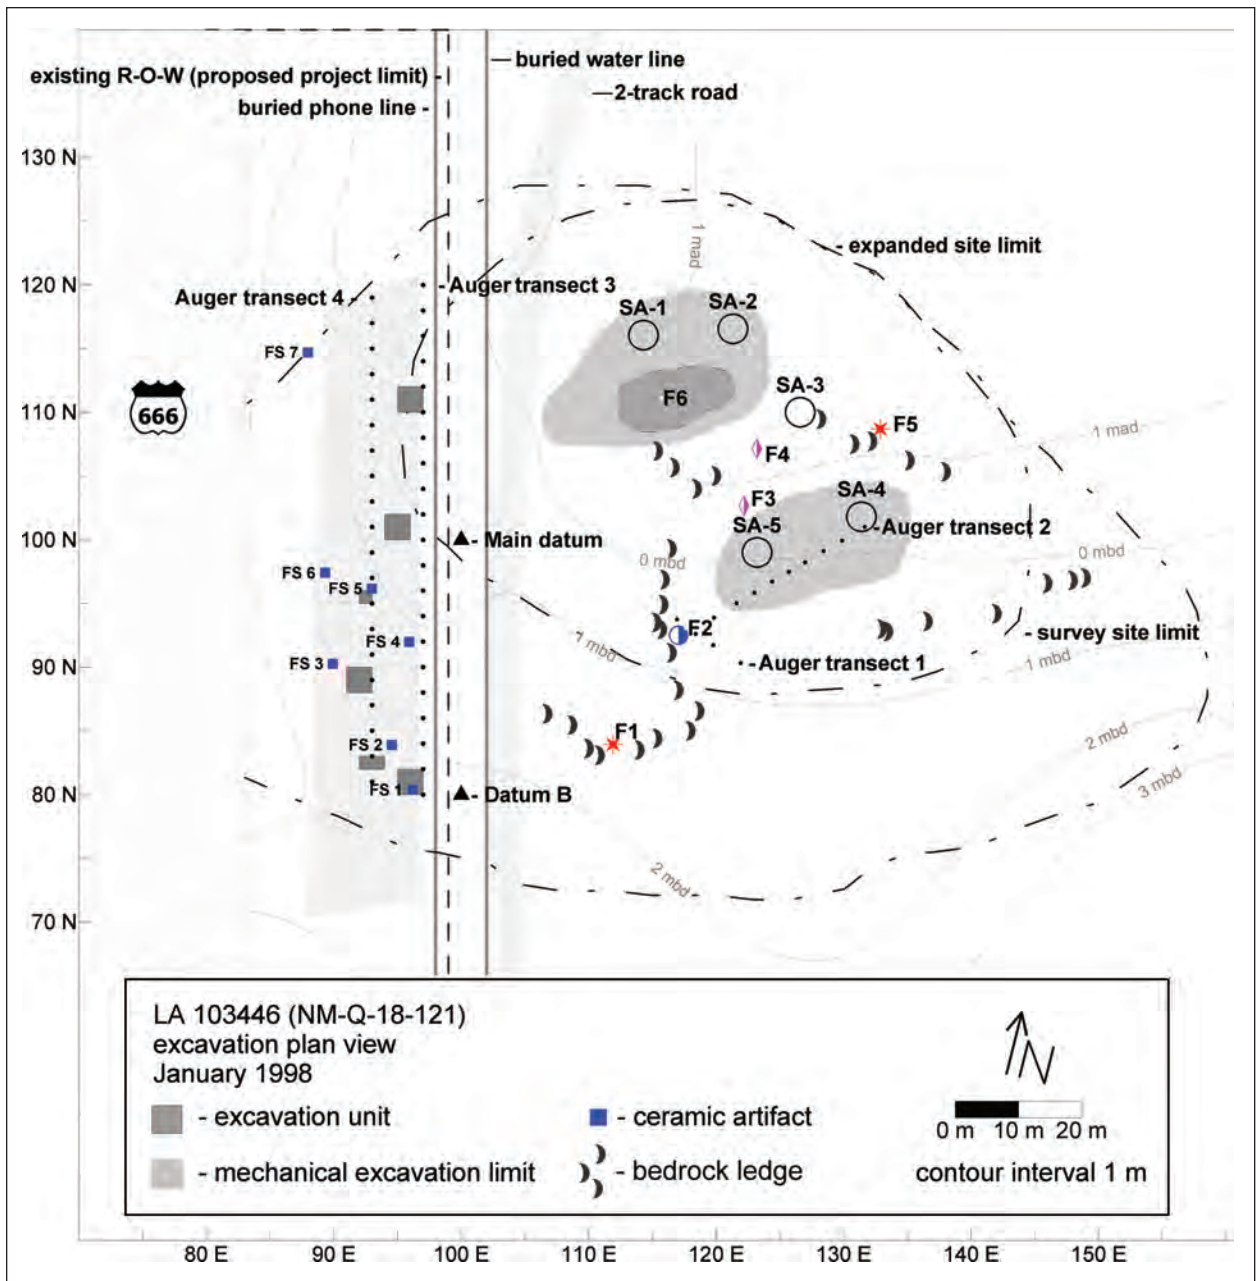 buried water line
existing R-O-W (proposed project limit)
2-track road
buried phone line
130 N
1 mad
expanded site limit
120 N
Auger transect 3
Auger transect 4
SA-1
SA-2
FS 7
SA-3
F6
666
110 N
F5
1 mad
F4
F3
SA-4
Auger transect 2
SA-5
100 N
Main datum
0 mbd
0 mbd
FS 6
FS 5
F2
FS 4
survey site limit
1 mbd
FS 3
Auger transect 1
1 mbd
90 N
F1
FS 2
2 mbd
FS 1
80 N
Datum B
3 mbd
2 mbd
70 N
LA 103446 (NM-Q-18-121)
excavation plan view
January 1998
N
- excavation unit
- ceramic artifact
0 m 10 m 20 m
- mechanical excavation limit
- bedrock ledge
contour interval 1 m
80 E 90 E 100 E 110 E 120 E 130 E 140 E 150 E